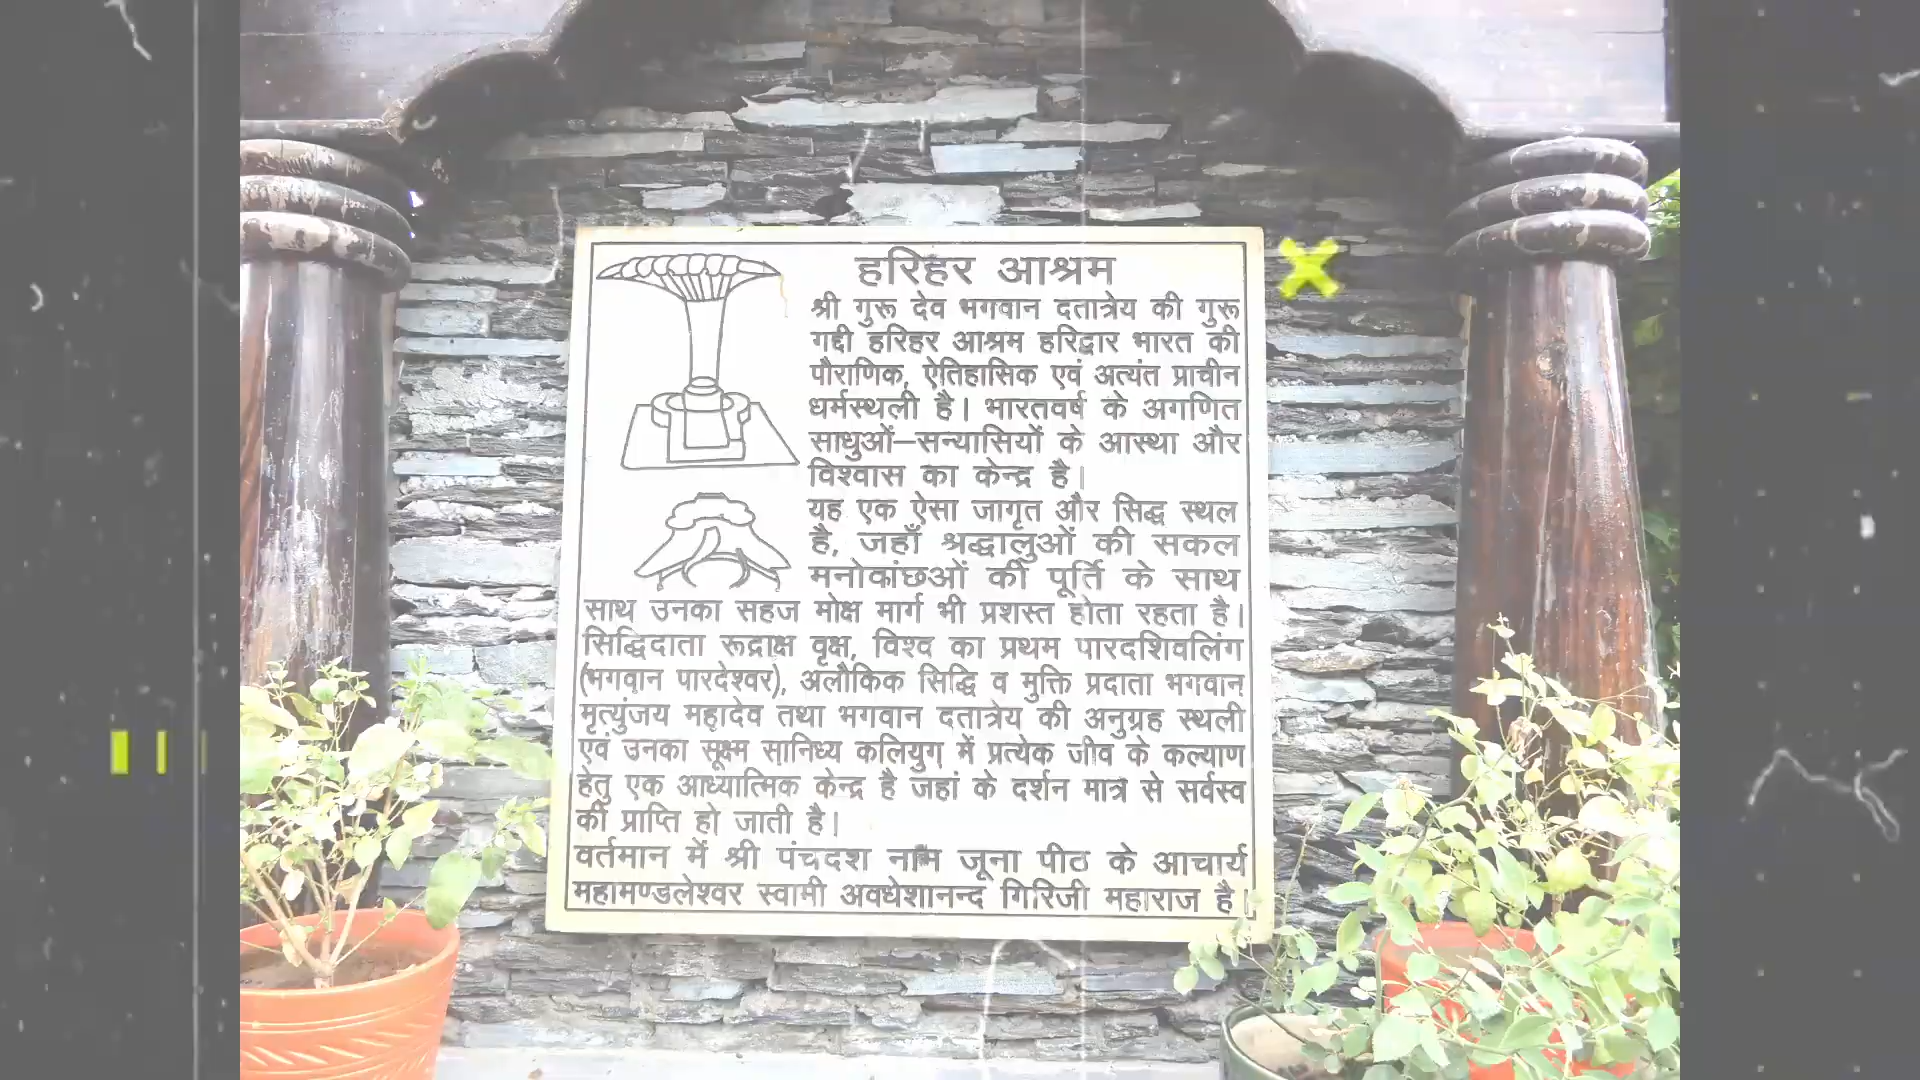 हरिहर आश्रम
श्री गुरू देव भगवान दतात्रेय की गुरू
गद्दी हरिहर आश्रम हरिद्वार भारत की
पौराणिक, ऐतिहासिक एवं अत्यंत प्राचीन
धर्मस्थली है। भारतवर्ष के अगणित
साधुओं–सन्यासियों के आस्था और
विश्वास का केन्द्र है।
यह एक ऐसा जागृत और सिद्ध स्थल
है, जहाँ श्रद्धालुओं की सकल
मनोकांछओं की पूर्ति के साथ
साथ उनका सहज मोक्ष मार्ग भी प्रशस्त होता रहता है।
सिद्धिदाता रूद्राक्ष वृक्ष, विश्व का प्रथम पारदशिवलिंग
(भगवान पारदेश्वर), अलौकिक सिद्धि व मुक्ति प्रदाता भगवान
मृत्युंजय महादेव तथा भगवान दतात्रेय की अनुग्रह स्थली
एवं उनका सूक्ष्म सानिध्य कलियुग में प्रत्येक जीव के कल्याण
हेतु एक आध्यात्मिक केन्द्र है जहां के दर्शन मात्र से सर्वस्व
की प्राप्ति हो जाती है।
वर्तमान में श्री पंचदश नाम जूना पीठ के आचार्य
महामण्डलेश्वर स्वामी अवधेशानन्द गिरिजी महाराज है।